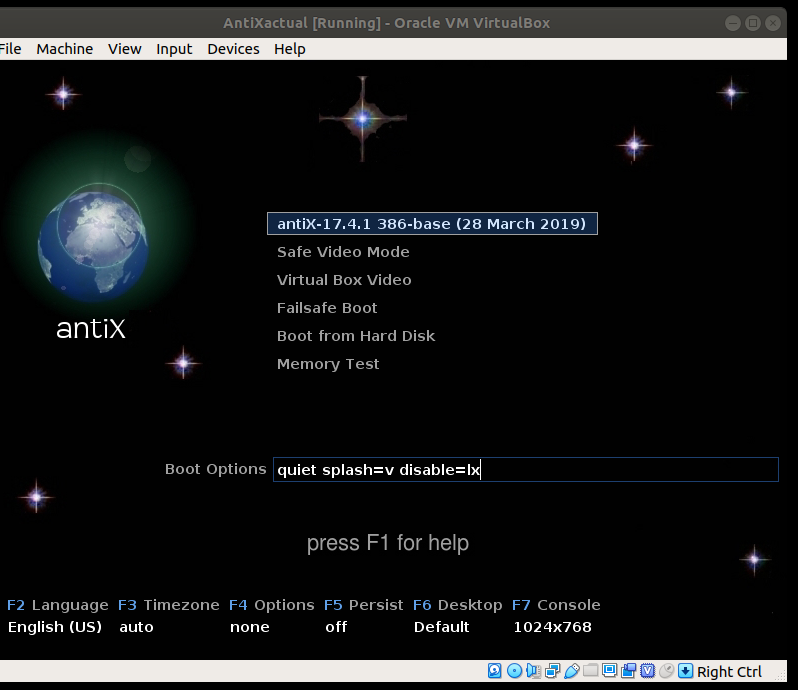 AntiXactual [Running] - Oracle VM VirtualBox
File Machine View Input Devices Help
antiX-17.4.1 386-base (28 March 2019)
Safe Video Mode
Virtual Box Video
Failsafe Boot
antiX
Boot from Hard Disk
Memory Test
Boot Options quiet splash=v disable=lx
press F1 for help
F2 Language F3 Timezone F4 Options F5 Persist F6 Desktop F7 Console
English (US) auto none off Default 1024x768
Right Ctrl